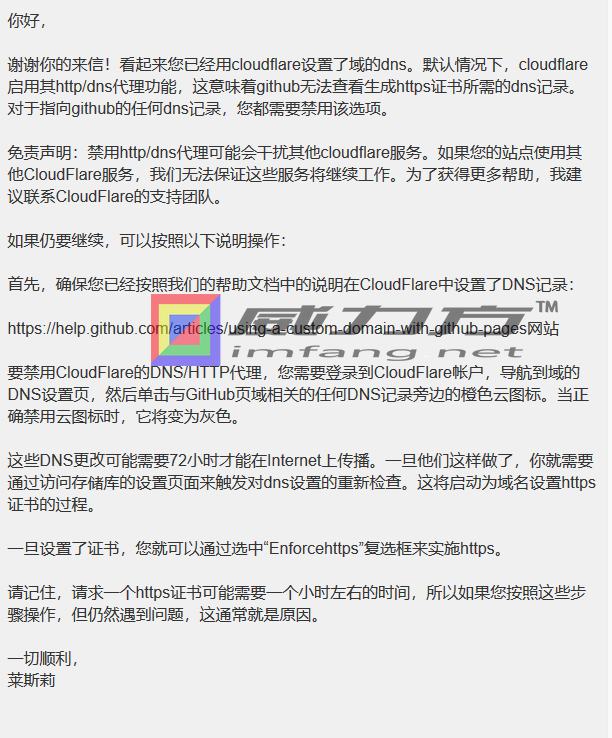 你好，
谢谢你的来信！看起来您已经用cloudflare设置了域的dns。默认情况下，cloudflare
启用其http/dns代理功能，这意味着github无法查看生成https证书所需的dns记录。
对于指向github的任何dns记录，您都需要禁用该选项。
免责声明：禁用http/dns代理可能会干扰其他cloudflare服务。如果您的站点使用其
他CloudFlare服务，我们无法保证这些服务将继续工作。为了获得更多帮助，我建
议联系CloudFlare的支持团队。
如果仍要继续，可以按照以下说明操作：
首先，确保您已经按照我们的帮助文档中的说明在CloudFlare中设置了DNS记录：
https://help.github.com/articles/using-a-custom-domain-with-github-pages网站
威力方™
imfang.net
要禁用CloudFlare的DNS/HTTP代理，您需要登录到CloudFlare帐户，导航到域的
DNS设置页，然后单击与GitHub页域相关的任何DNS记录旁边的橙色云图标。当正
确禁用云图标时，它将变为灰色。
这些DNS更改可能需要72小时才能在Internet上传播。一旦他们这样做了，你就需要
通过访问存储库的设置页面来触发对dns设置的重新检查。这将启动为域名设置https
证书的过程。
一旦设置了证书，您就可以通过选中“Enforcehttps”复选框来实施https。
请记住，请求一个https证书可能需要一个小时左右的时间，所以如果您按照这些步
骤操作，但仍然遇到问题，这通常就是原因。
一切顺利，
莱斯莉